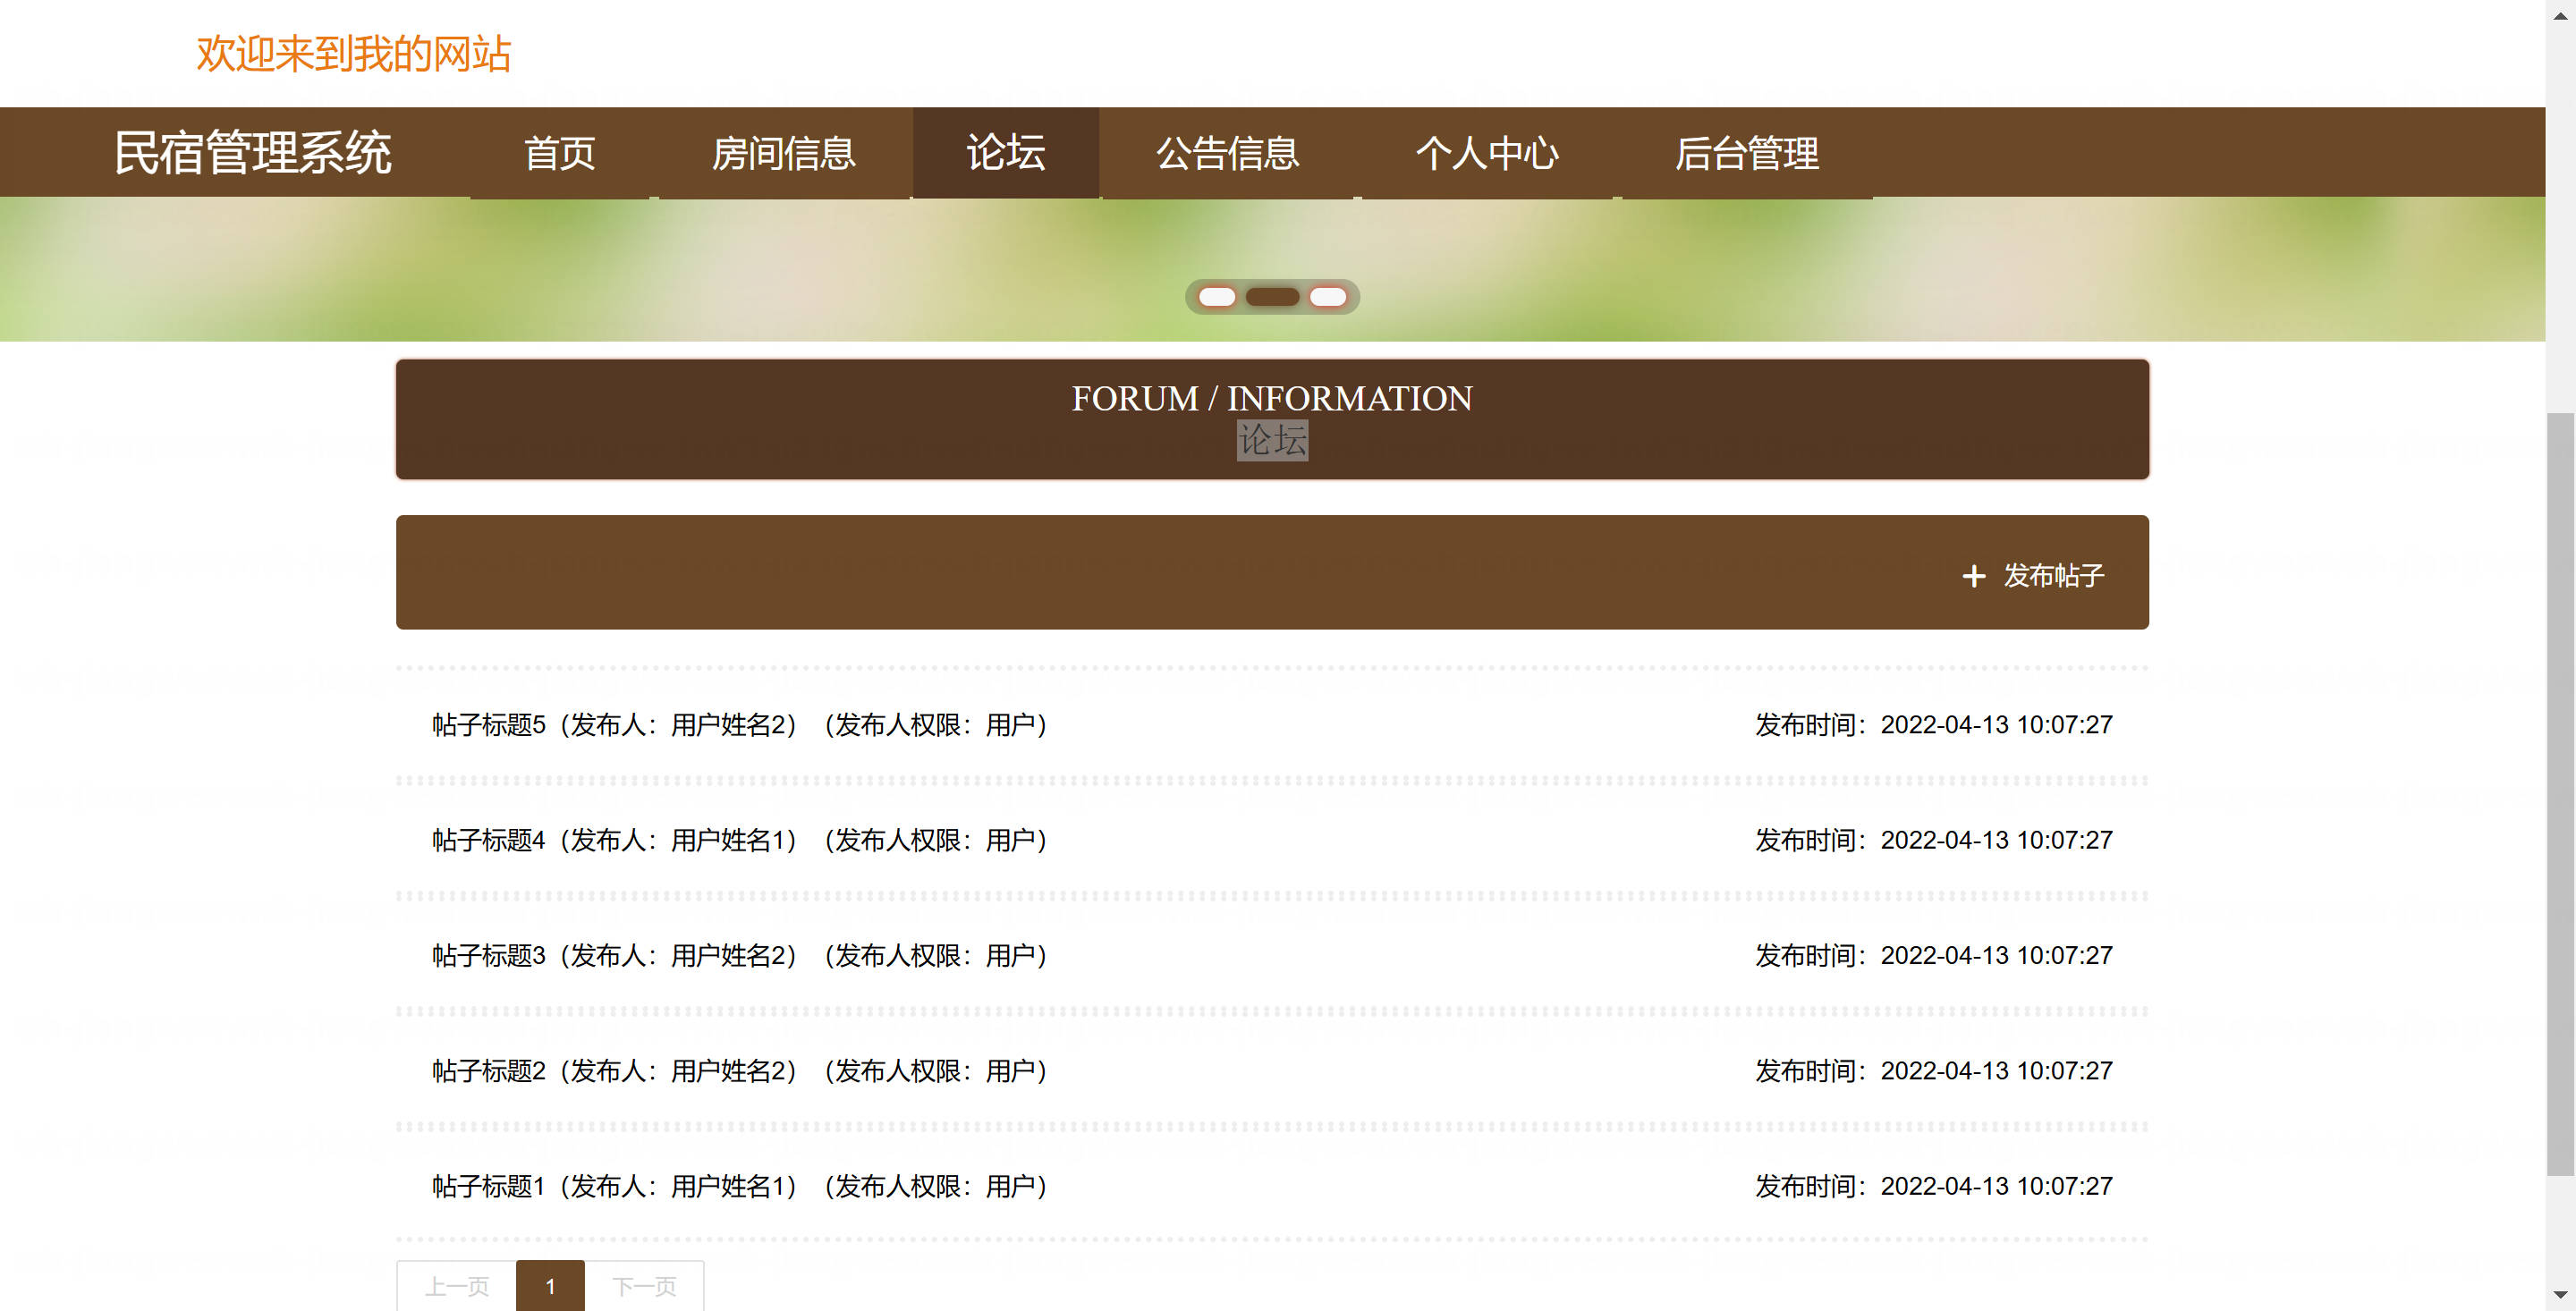 欢迎来到我的网站
民宿管理系统 首页 房间信息 论坛 公告信息 个人中心 后台管理
FORUM / INFORMATION
论坛
+ 发布帖子
帖子标题5（发布人：用户姓名2）（发布人权限：用户） 发布时间：2022-04-13 10:07:27
帖子标题4（发布人：用户姓名1）（发布人权限：用户） 发布时间：2022-04-13 10:07:27
帖子标题3（发布人：用户姓名2）（发布人权限：用户） 发布时间：2022-04-13 10:07:27
帖子标题2（发布人：用户姓名2）（发布人权限：用户） 发布时间：2022-04-13 10:07:27
帖子标题1（发布人：用户姓名1）（发布人权限：用户） 发布时间：2022-04-13 10:07:27
上一页 1 下一页